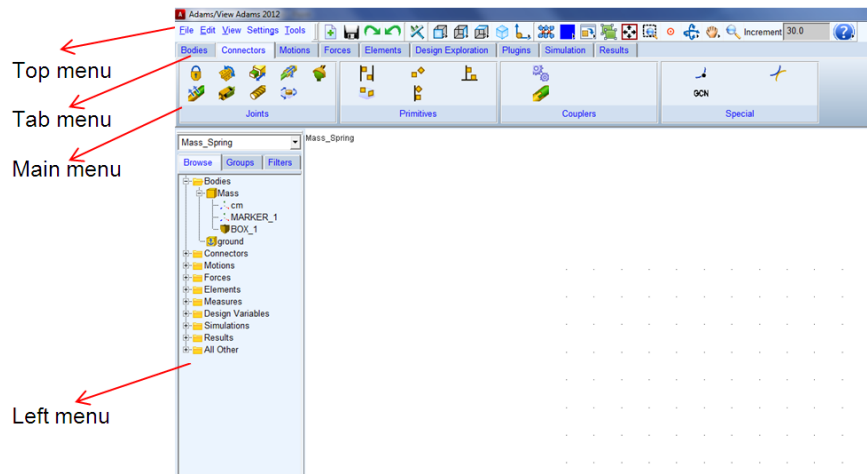 Adams/View Adams 2012
File Edit View Settings Tools Increment 30.0
Bodies Connectors Motions Forces Elements Design Exploration Plugins Simulation Results
GCN
Joints Primitives Couplers Special
Top menu
Tab menu
Main menu
Left menu
Mass_Spring
Browse Groups Filters
Bodies
Mass
cm
MARKER_1
BOX_1
ground
Connectors
Motions
Forces
Elements
Measures
Design Variables
Simulations
Results
All Other
Mass_Spring